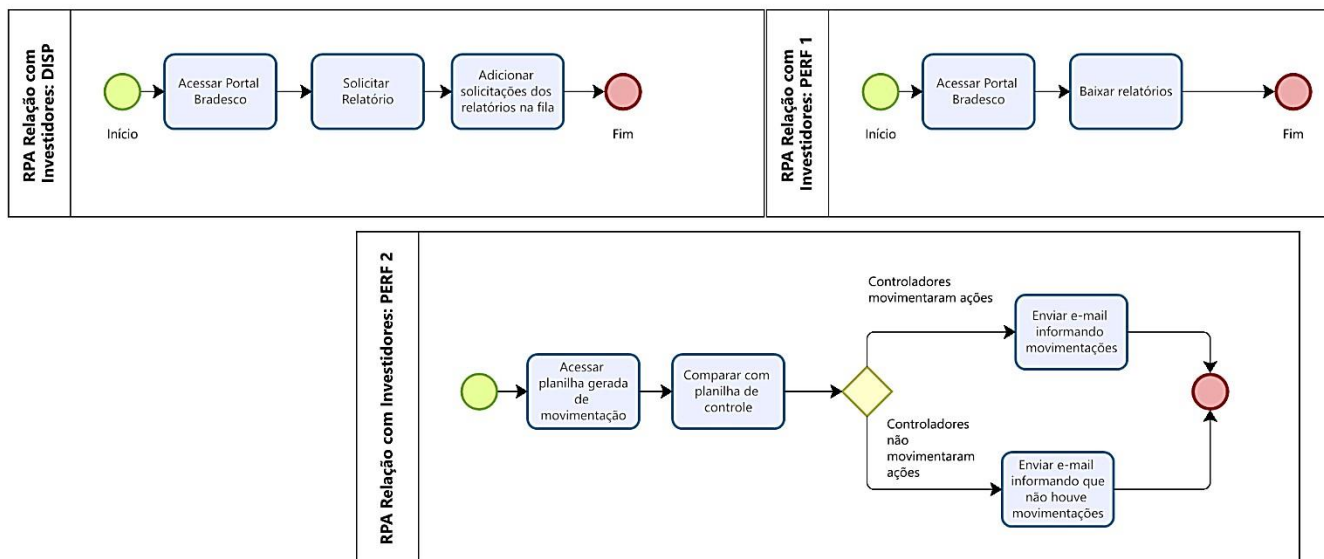 RPA Relação com
Investidores: DISP
Início
Acessar Portal
Bradesco
Solicitar
Relatório
Adicionar
solicitações dos
relatórios na fila
Fim
RPA Relação com
Investidores: PERF 1
Início
Acessar Portal
Bradesco
Baixar relatórios
Fim
RPA Relação com Investidores: PERF 2
Acessar
planilha gerada
de
movimentação
Comparar com
planilha de
controle
Controladores
movimentaram ações
Enviar e-mail
informando
movimentações
Controladores
não
movimentaram
ações
Enviar e-mail
informando que
não houve
movimentações